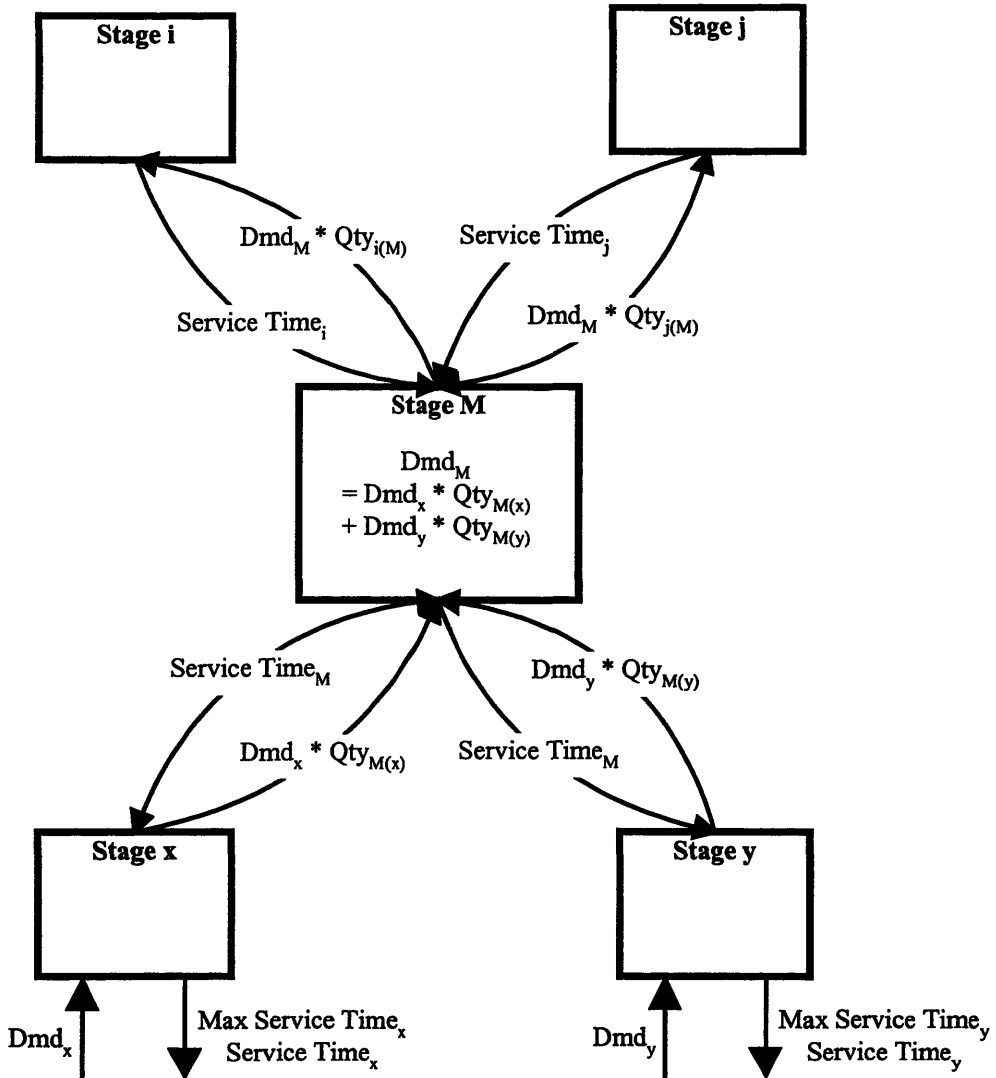 Stage i
Stage j
Dmd_M * Qty_i(M)
Service Time_j
Service Time_i
Dmd_M * Qty_j(M)
Stage M
Dmd_M
= Dmd_x * Qty_M(x)
+ Dmd_y * Qty_M(y)
Service Time_M
Dmd_y * Qty_M(y)
Dmd_x * Qty_M(x)
Service Time_M
Stage x
Stage y
Dmd_x
Max Service Time_x
Service Time_x
Dmd_y
Max Service Time_y
Service Time_y